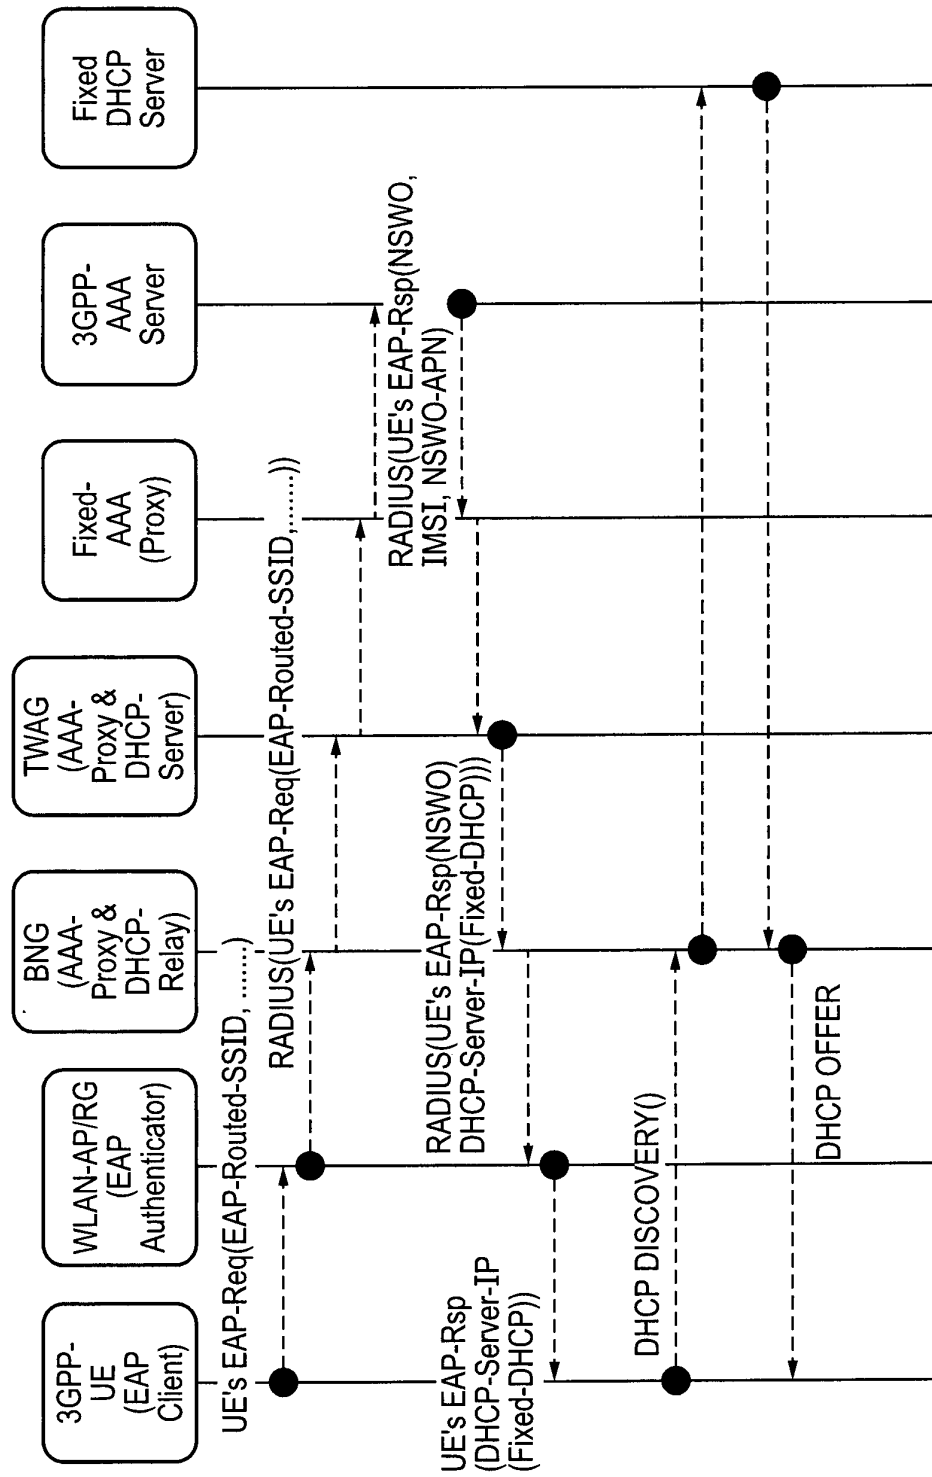 3GPP-
UE
(EAP
Client)
WLAN-AP/RG
(EAP
Authenticator)
BNG
(AAA-
Proxy &
DHCP-
Relay)
TWAG
(AAA-
Proxy &
DHCP-
Server)
Fixed-
AAA
(Proxy)
3GPP-
AAA
Server
Fixed
DHCP
Server
UE's EAP-Req(EAP-Routed-SSID, .......)
RADIUS(UE's EAP-Req(EAP-Routed-SSID,.......))
RADIUS(UE's EAP-Rsp(NSWO,
IMSI, NSWO-APN)
RADIUS(UE's EAP-Rsp(NSWO)
DHCP-Server-IP(Fixed-DHCP)))
UE's EAP-Rsp
(DHCP-Server-IP
(Fixed-DHCP))
DHCP DISCOVERY()
DHCP OFFER